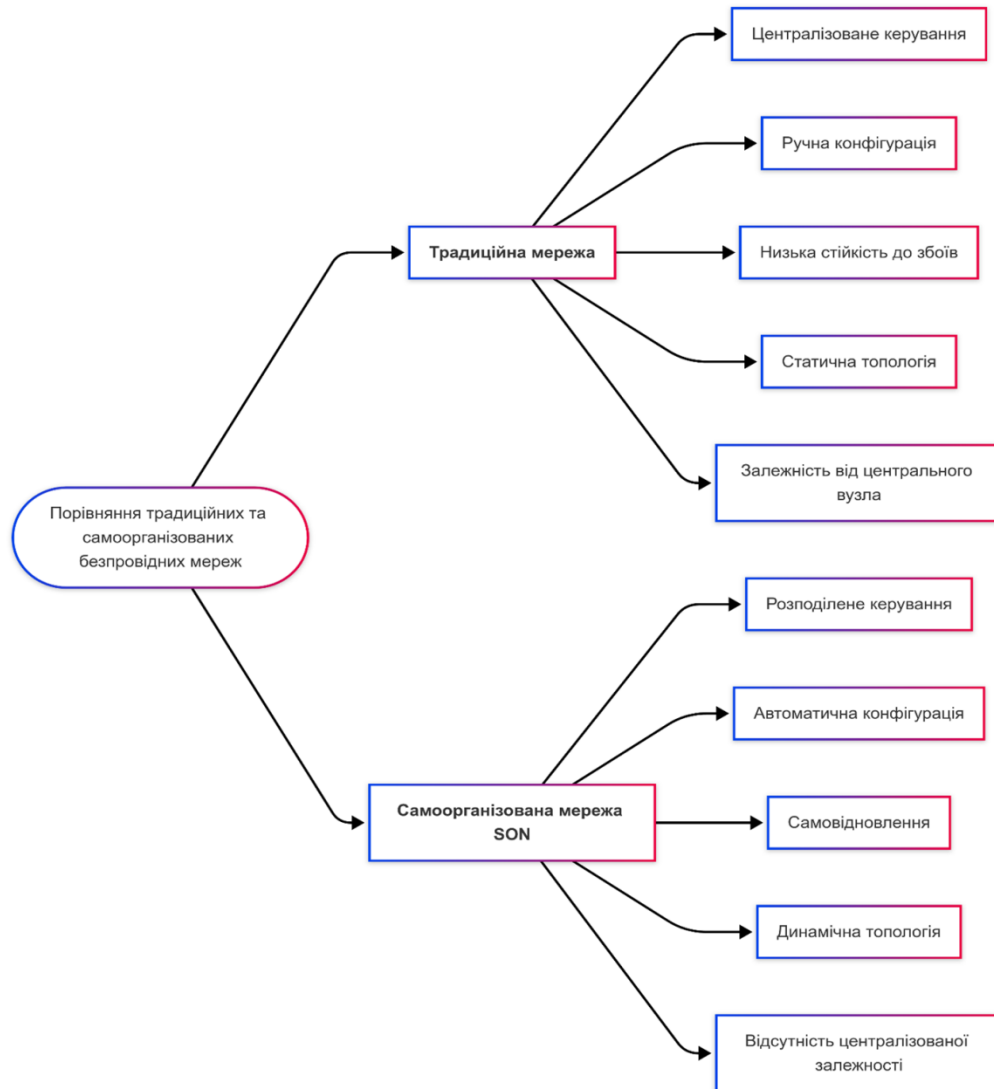 Порівняння традиційних та
самоорганізованих
безпровідних мереж
Традиційна мережа
Централізоване керування
Ручна конфігурація
Низька стійкість до збоїв
Статична топологія
Залежність від центрального
вузла
Самоорганізована мережа
SON
Розподілене керування
Автоматична конфігурація
Самовідновлення
Динамічна топологія
Відсутність централізованої
залежності